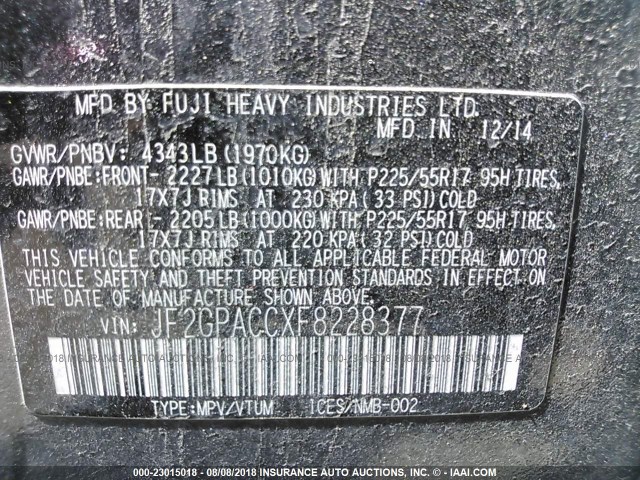 MFD BY FUJI HEAVY INDUSTRIES LTD.
MFD IN 12/14
GVWR/PNBV: 4343LB(1970KG)
GAWR/PNBE:FRONT- 2227LB(1010KG)WITH P225/55R17 95H TIRES,
17X7J RIMS AT 230 KPA(33 PSI)COLD
GAWR/PNBE:REAR - 2205LB(1000KG)WITH P225/55R17 95H TIRES,
17X7J RIMS AT 220 KPA(32 PSI)COLD
THIS VEHICLE CONFORMS TO ALL APPLICABLE FEDERAL MOTOR
VEHICLE SAFETY AND THEFT PREVENTION STANDARDS IN EFFECT ON
THE DATE OF MANUFACTURE SHOWN ABOVE.
VIN: JF2GPACCXF8228377
TYPE:MPV/VTUM ICES/NMB-002
000-23015018 - 08/08/2018 - INSURANCE AUTO AUCTIONS, INC. - IAAI.COM